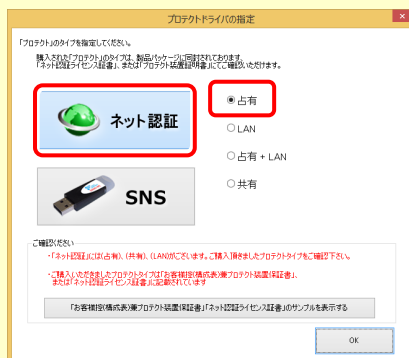 プロテクトドライバの指定
「プロテクト」のタイプを指定してください。
購入された「プロテクト」のタイプは、製品パッケージに同封されております、
「ネット認証ライセンス証書」、または「プロテクト装置証明書」にてご確認いただけます。
ネット認証
占有
LAN
占有 + LAN
共有
SNS
ご確認ください
・「ネット認証」には(占有)、(共有)、(LAN)がございます。ご購入頂きましたプロテクトタイプをご確認下さい。
・ご購入いただきましたプロテクトタイプは「お客様控(構成表)兼プロテクト装置保証書」、
または「ネット認証ライセンス証書」に記載されています
「お客様控(構成表)兼プロテクト装置保証書」「ネット認証ライセンス証書」のサンプルを表示する
OK